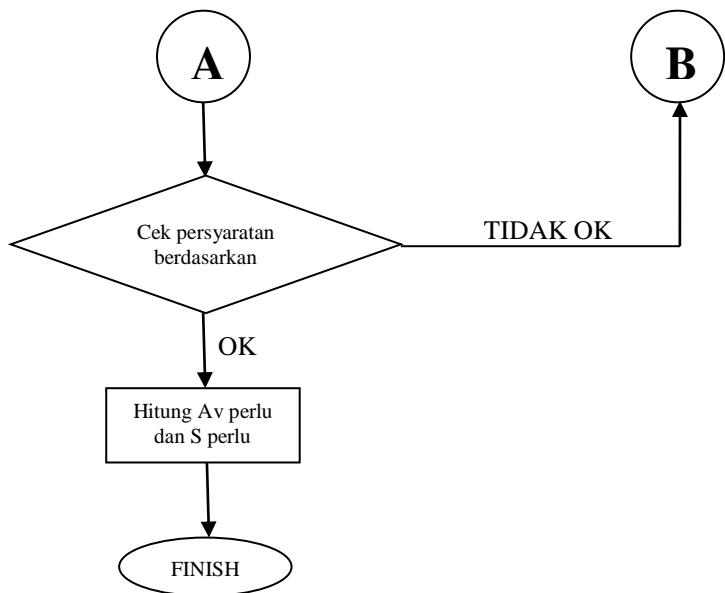 A
B
Cek persyaratan
berdasarkan
TIDAK OK
OK
Hitung Av perlu
dan S perlu
FINISH